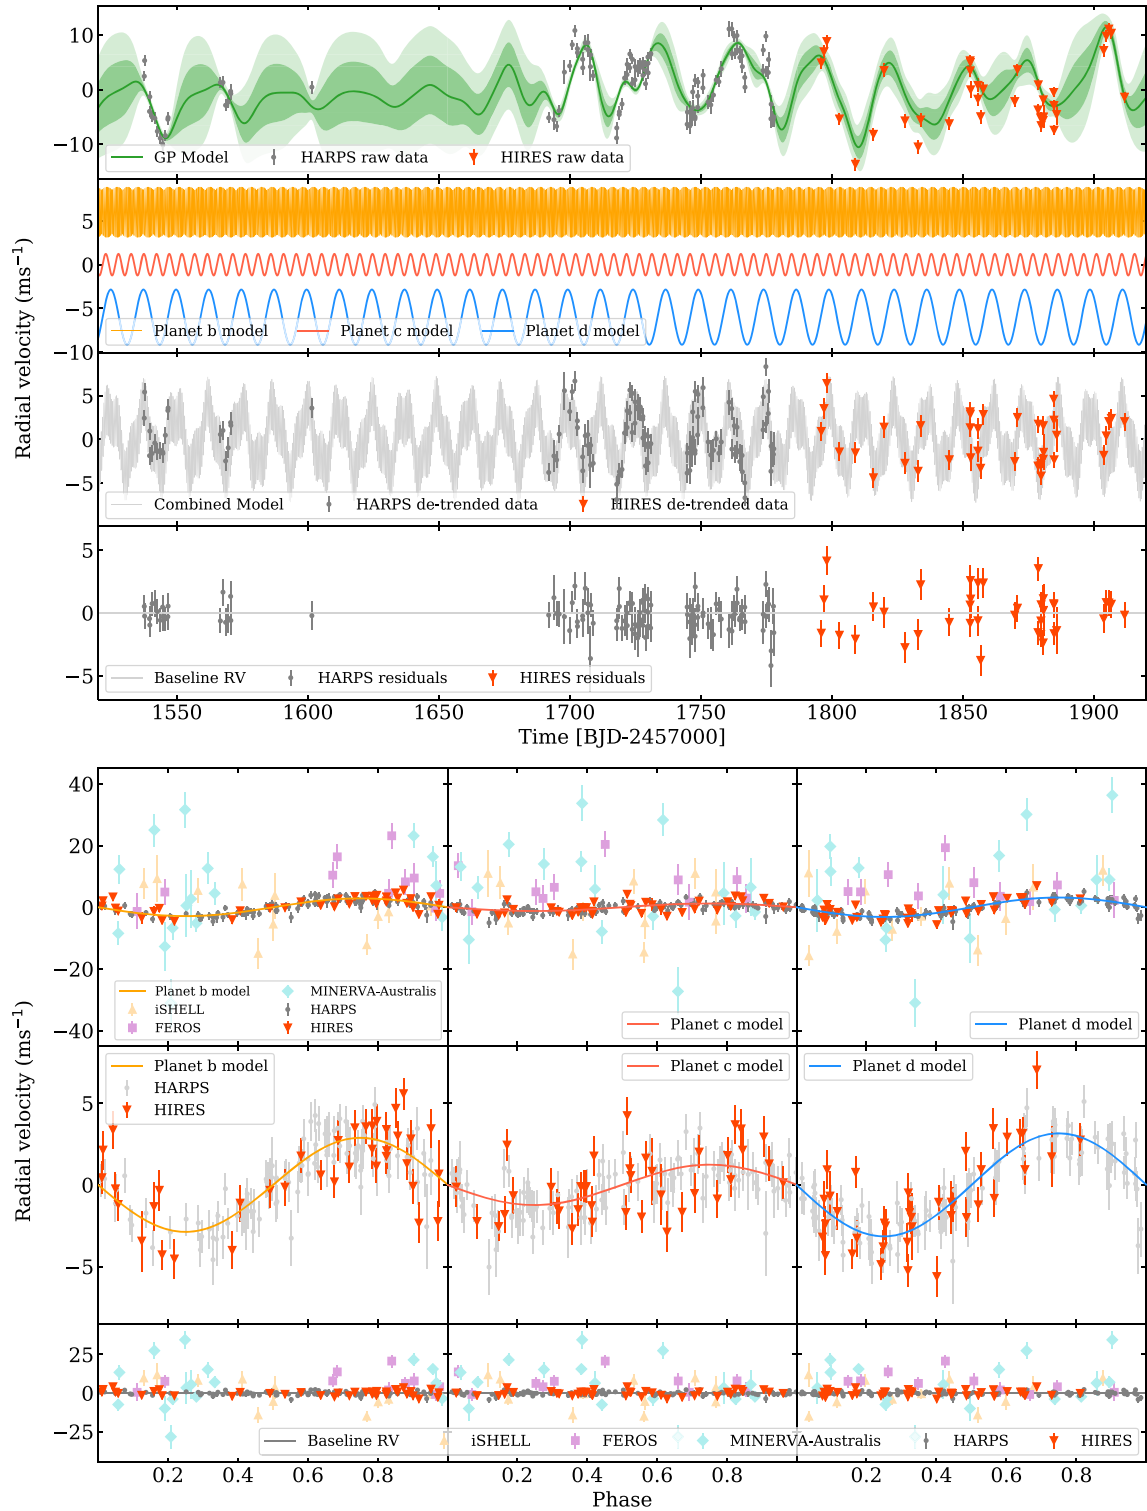 10
5
0
−5
−10
GP Model HARPS raw data HIRES raw data
5
0
−5
−10
Planet b model Planet c model Planet d model
5
0
−5
Combined Model HARPS de-trended data HIRES de-trended data
5
0
−5
Baseline RV HARPS residuals HIRES residuals
Radial velocity (ms⁻¹)
1550 1600 1650 1700 1750 1800 1850 1900
Time [BJD-2457000]
40
20
0
−20
−40
Planet b model
iSHELL
FEROS
MINERVA-Australis
HARPS
HIRES
Planet c model
Planet d model
Radial velocity (ms⁻¹)
5
0
−5
Planet b model
HARPS
HIRES
Planet c model
Planet d model
25
0
−25
Baseline RV iSHELL FEROS MINERVA-Australis HARPS HIRES
0.2 0.4 0.6 0.8 0.2 0.4 0.6 0.8 0.2 0.4 0.6 0.8
Phase